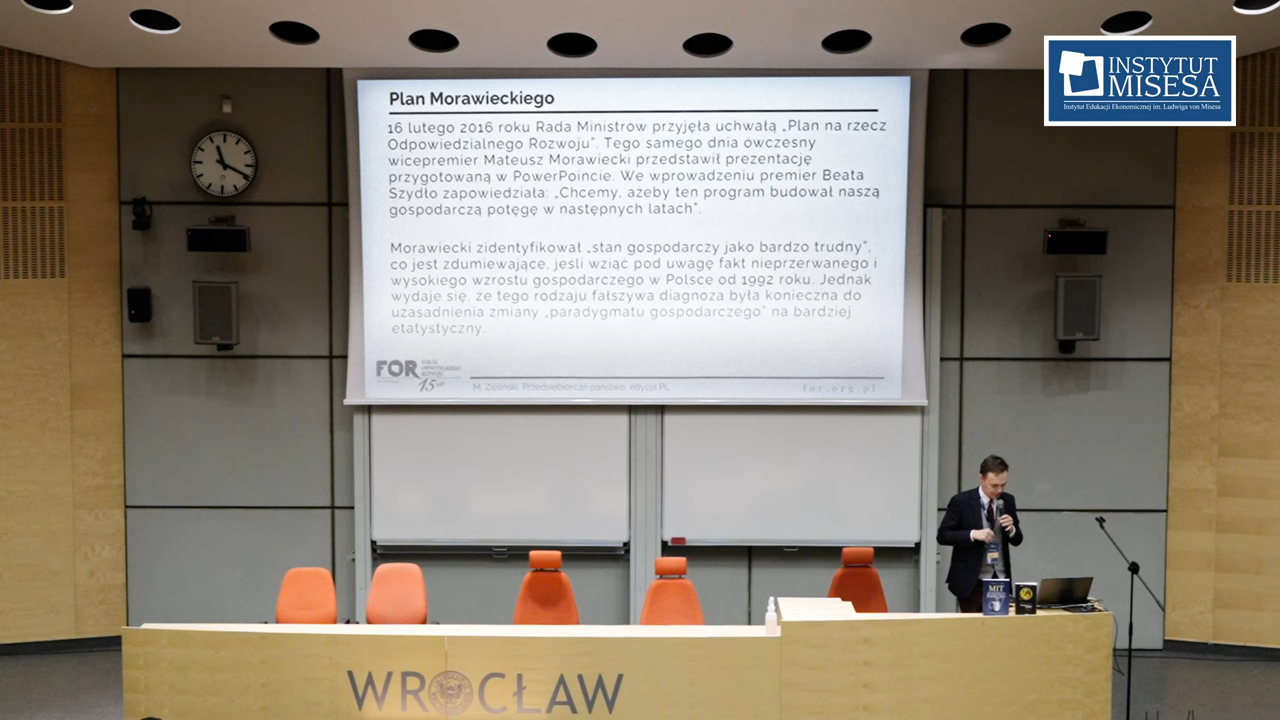 INSTYTUT
MISESA
Instytut Edukacji Ekonomicznej im. Ludwiga von Misesa
Plan Morawieckiego
16 lutego 2016 roku Rada Ministrów przyjęła uchwałą „Plan na rzecz
Odpowiedzialnego Rozwoju”. Tego samego dnia ówczesny
wicepremier Mateusz Morawiecki przedstawił prezentację
przygotowaną w PowerPoincie. We wprowadzeniu premier Beata
Szydło zapowiedziała: „Chcemy, ażeby ten program budował naszą
gospodarczą potęgę w następnych latach”.
Morawiecki zidentyfikował „stan gospodarczy jako bardzo trudny”,
co jest zdumiewające, jeśli wziąć pod uwagę fakt nieprzerwanego i
wysokiego wzrostu gospodarczego w Polsce od 1992 roku. Jednak
wydaje się, że tego rodzaju fałszywa diagnoza była konieczna do
uzasadnienia zmiany „paradygmatu gospodarczego” na bardziej
etatystyczny.
FOR
15 lat
M. Zieliński, Przedsiębiorcze państwo, edycja PL
for.org.pl
MIT
WROCŁAW